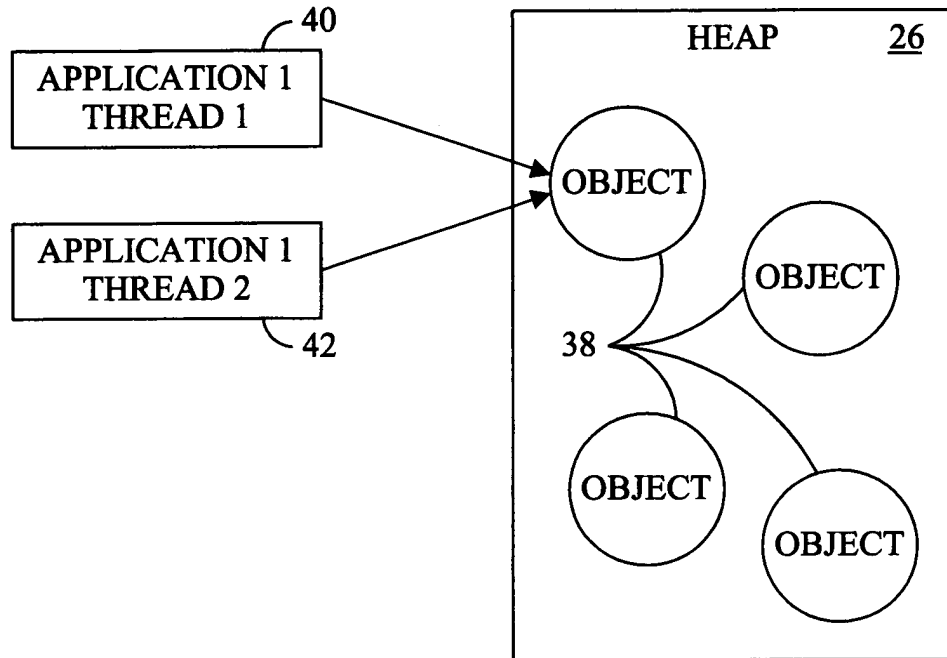 40
APPLICATION 1
THREAD 1
APPLICATION 1
THREAD 2
42
HEAP 26
OBJECT
OBJECT
38
OBJECT
OBJECT